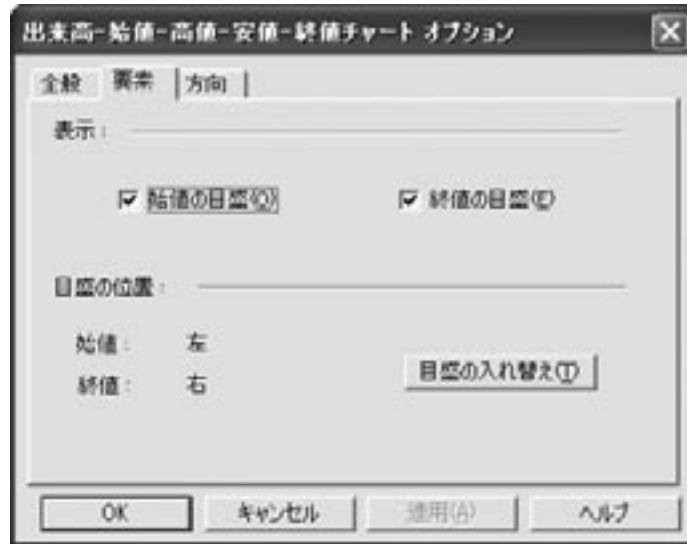 出来高-始値-高値-安値-終値チャート オプション
全般 要素 方向
表示:
始値の目盛(O) 終値の目盛(E)
目盛の位置:
始値: 左
終値: 右
目盛の入れ替え(T)
OK キャンセル 適用(A) ヘルプ